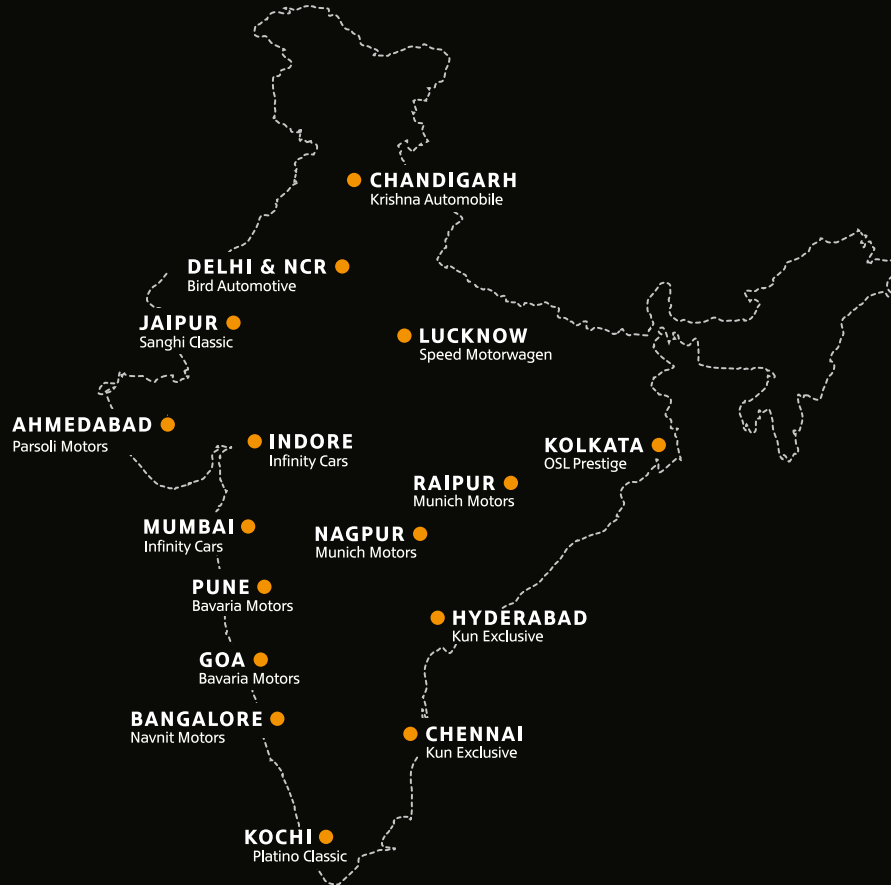 CHANDIGARH
Krishna Automobile
DELHI & NCR
Bird Automotive
JAIPUR
Sanghi Classic
LUCKNOW
Speed Motorwagen
AHMEDABAD
Parsoli Motors
INDORE
Infinity Cars
KOLKATA
OSL Prestige
RAIPUR
Munich Motors
MUMBAI
Infinity Cars
NAGPUR
Munich Motors
PUNE
Bavaria Motors
HYDERABAD
Kun Exclusive
GOA
Bavaria Motors
BANGALORE
Navnit Motors
CHENNAI
Kun Exclusive
KOCHI
Platino Classic